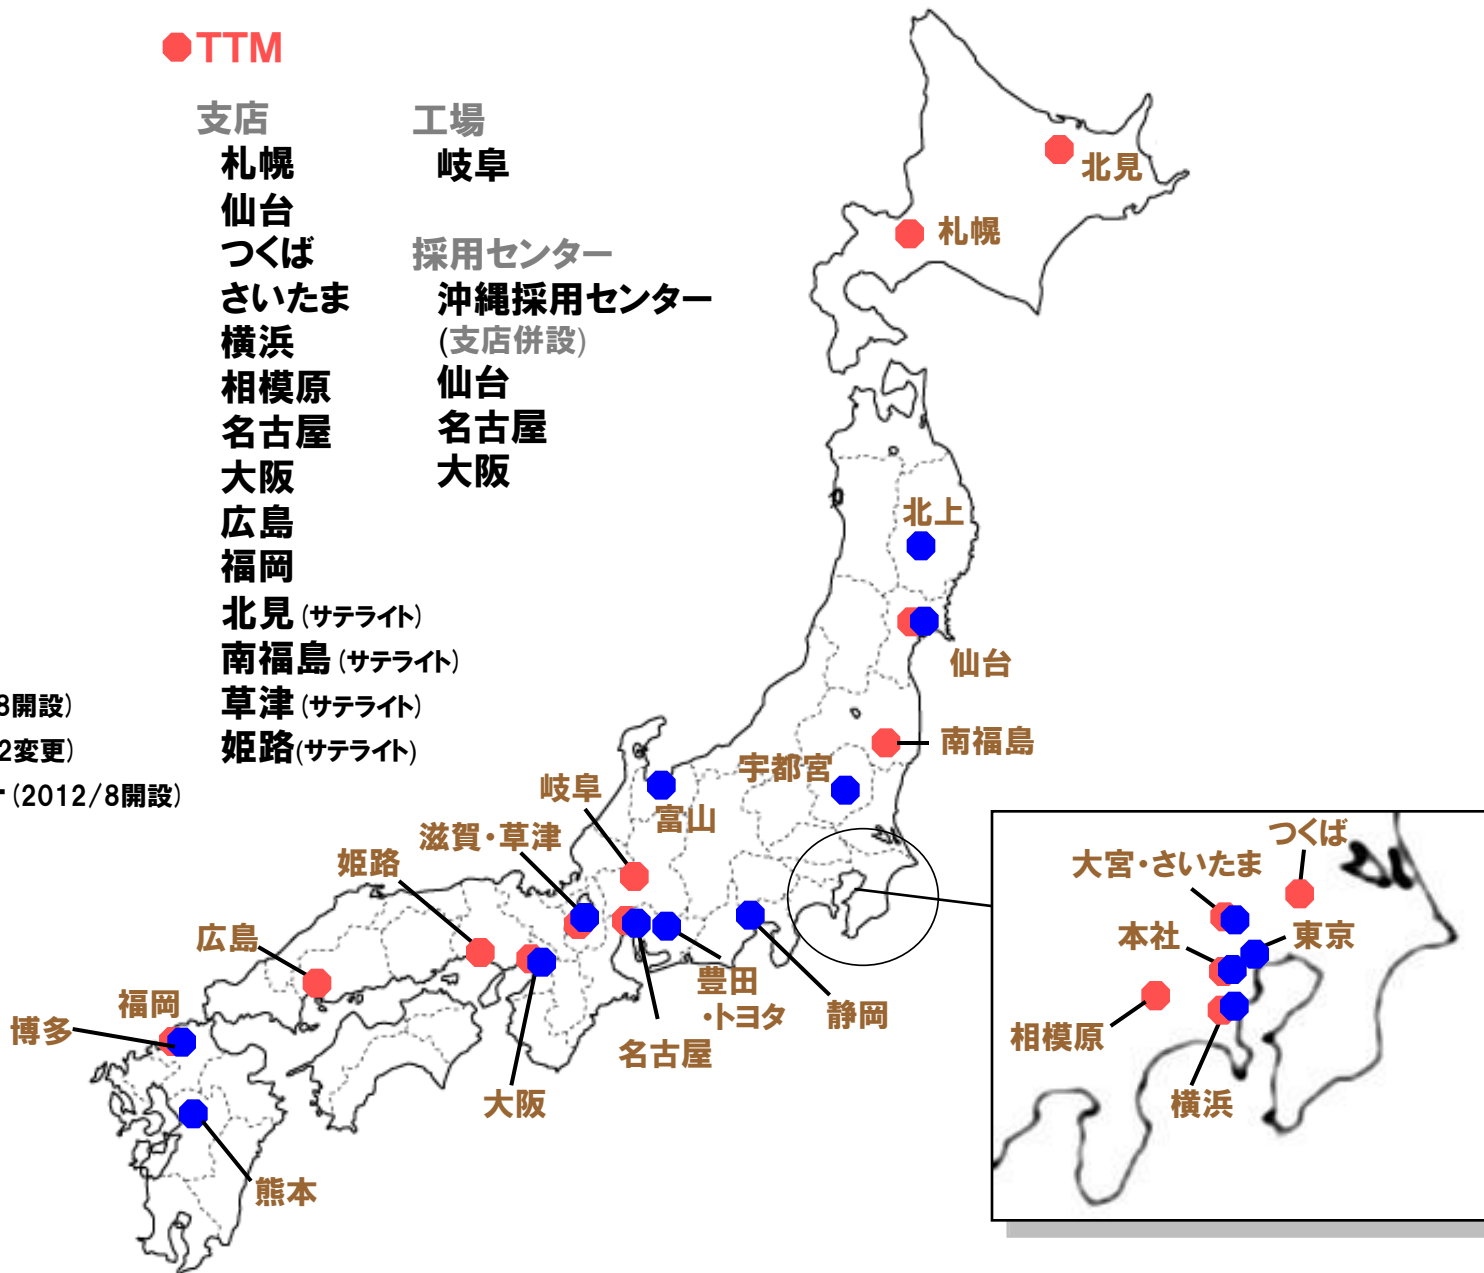 TTM
支店
札幌
仙台
つくば
さいたま
横浜
相模原
名古屋
大阪
広島
福岡
北見(サテライト)
南福島(サテライト)
草津(サテライト)
姫路(サテライト)
工場
岐阜
採用センター
沖縄採用センター
(支店併設)
仙台
名古屋
大阪
8開設)
2変更)
(2012/8開設)
北見
札幌
北上
仙台
南福島
宇都宮
富山
岐阜
滋賀・草津
姫路
広島
福岡
博多
熊本
大阪
名古屋
豊田
・トヨタ
静岡
つくば
大宮・さいたま
本社
東京
相模原
横浜